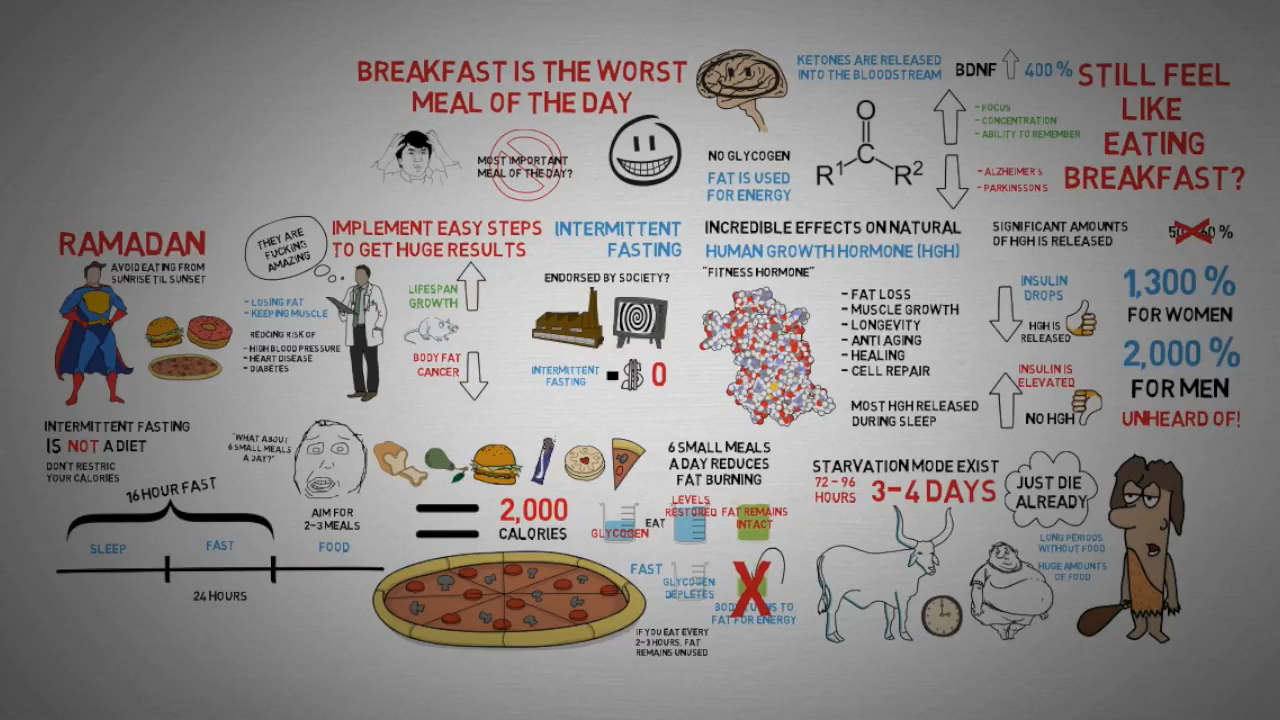 BREAKFAST IS THE WORST
MEAL OF THE DAY
MOST IMPORTANT
MEAL OF THE DAY?
NO GLYCOGEN
FAT IS USED
FOR ENERGY
KETONES ARE RELEASED
INTO THE BLOODSTREAM
BDNF
400 %
R¹ C O R²
- FOCUS
- CONCENTRATION
- ABILITY TO REMEMBER
- ALZHEIMER'S
- PARKINSSON'S
STILL FEEL
LIKE
EATING
BREAKFAST?
RAMADAN
AVOID EATING FROM
SUNRISE TIL SUNSET
THEY ARE
FUCKING
AMAZING
- LOSING FAT
- KEEPING MUSCLE
REDCING RISK OF
- HIGH BLOOD PRESSURE
- HEART DISEASE
- DIABETES
IMPLEMENT EASY STEPS
TO GET HUGE RESULTS
LIFESPAN
GROWTH
BODY FAT
CANCER
INTERMITTENT
FASTING
ENDORSED BY SOCIETY?
INTERMITTENT
FASTING
= $ 0
INCREDIBLE EFFECTS ON NATURAL
HUMAN GROWTH HORMONE (HGH)
"FITNESS HORMONE"
- FAT LOSS
- MUSCLE GROWTH
- LONGEVITY
- ANTI AGING
- HEALING
- CELL REPAIR
MOST HGH RELEASED
DURING SLEEP
SIGNIFICANT AMOUNTS
OF HGH IS RELEASED
%
INSULIN
DROPS
HGH IS
RELEASED
INSULIN IS
ELEVATED
NO HGH
1,300 %
FOR WOMEN
2,000 %
FOR MEN
UNHEARD OF!
INTERMITTENT FASTING
IS NOT A DIET
DON'T RESTRIC
YOUR CALORIES
16 HOUR FAST
SLEEP
FAST
FOOD
24 HOURS
"WHAT ABOUT
6 SMALL MEALS
A DAY?"
AIM FOR
2-3 MEALS
2,000
CALORIES
6 SMALL MEALS
A DAY REDUCES
FAT BURNING
GLYCOGEN
EAT
LEVELS
RESTORED
FAT REMAINS
INTACT
FAST
GLYCOGEN
DEPLETES
BODY TO
FAT FOR ENERGY
IF YOU EAT EVERY
2-3 HOURS, FAT
REMAINS UNUSED
STARVATION MODE EXIST
72 - 96
HOURS
3-4 DAYS
JUST DIE
ALREADY
LONG PERIODS
WITHOUT FOOD
HUGE AMOUNTS
OF FOOD